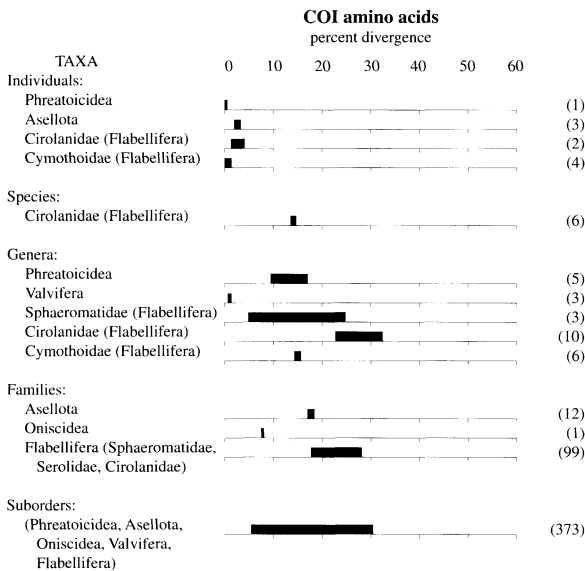 COI amino acids
percent divergence
TAXA 0 10 20 30 40 50 60
Individuals:
Phreatoicidea (1)
Asellota (3)
Cirolanidae (Flabellifera) (2)
Cymothoidae (Flabellifera) (4)
Species:
Cirolanidae (Flabellifera) (6)
Genera:
Phreatoicidea (5)
Valvifera (3)
Sphaeromatidae (Flabellifera) (3)
Cirolanidae (Flabellifera) (10)
Cymothoidae (Flabellifera) (6)
Families:
Asellota (12)
Oniscidea (1)
Flabellifera (Sphaeromatidae, (99)
Serolidae, Cirolanidae)
Suborders:
(Phreatoicidea, Asellota, (373)
Oniscidea, Valvifera,
Flabellifera)